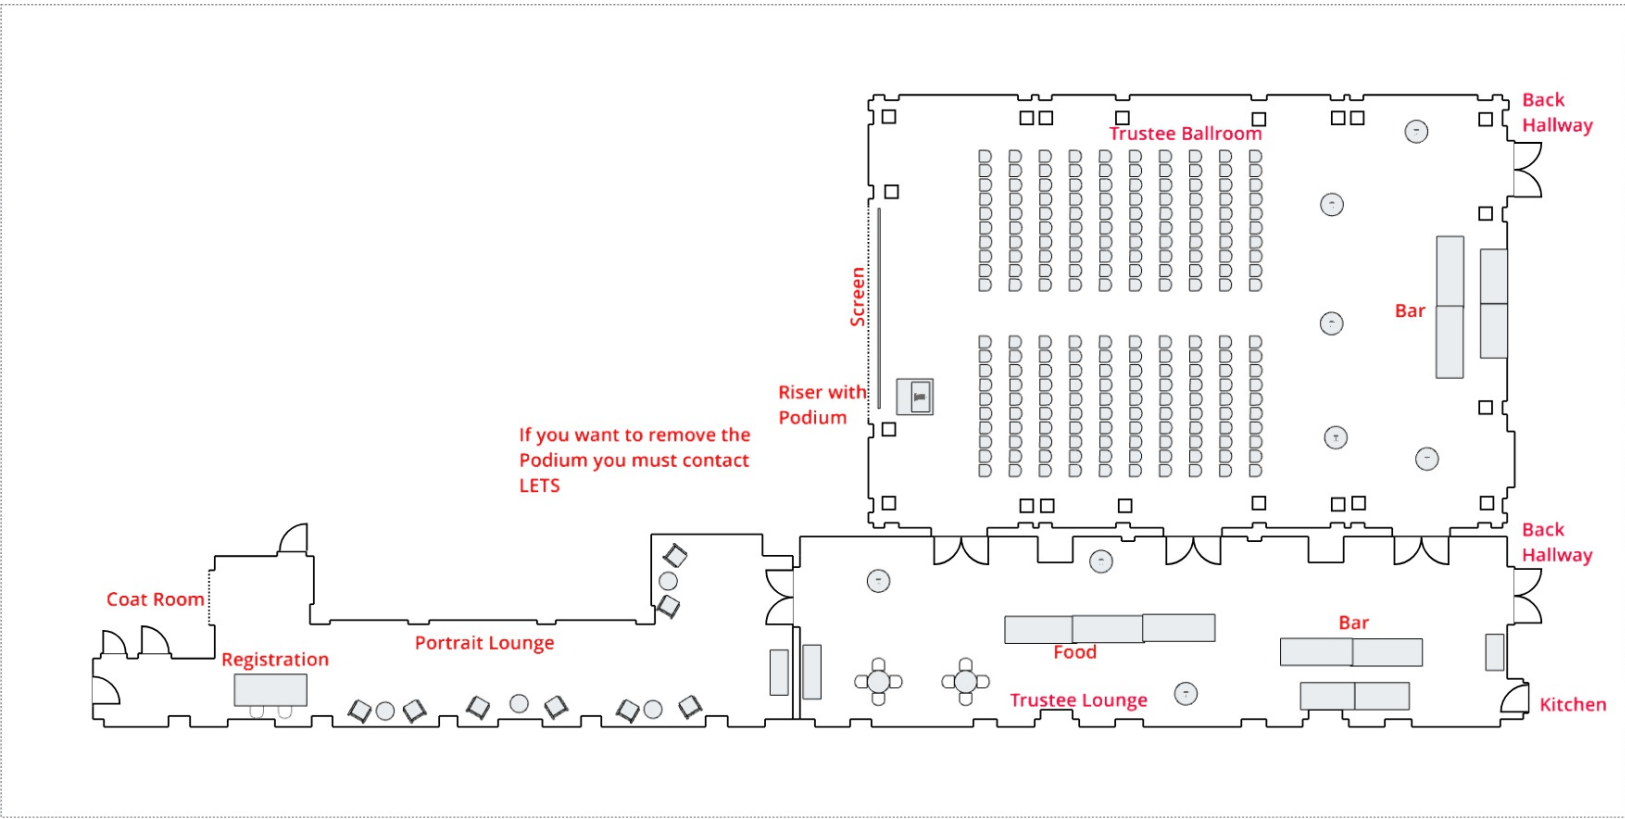 Back
Hallway
Trustee Ballroom
Screen
Bar
Riser with
Podium
If you want to remove the
Podium you must contact
LETS
Back
Hallway
Coat Room
Portrait Lounge
Registration
Bar
Food
Trustee Lounge
Kitchen